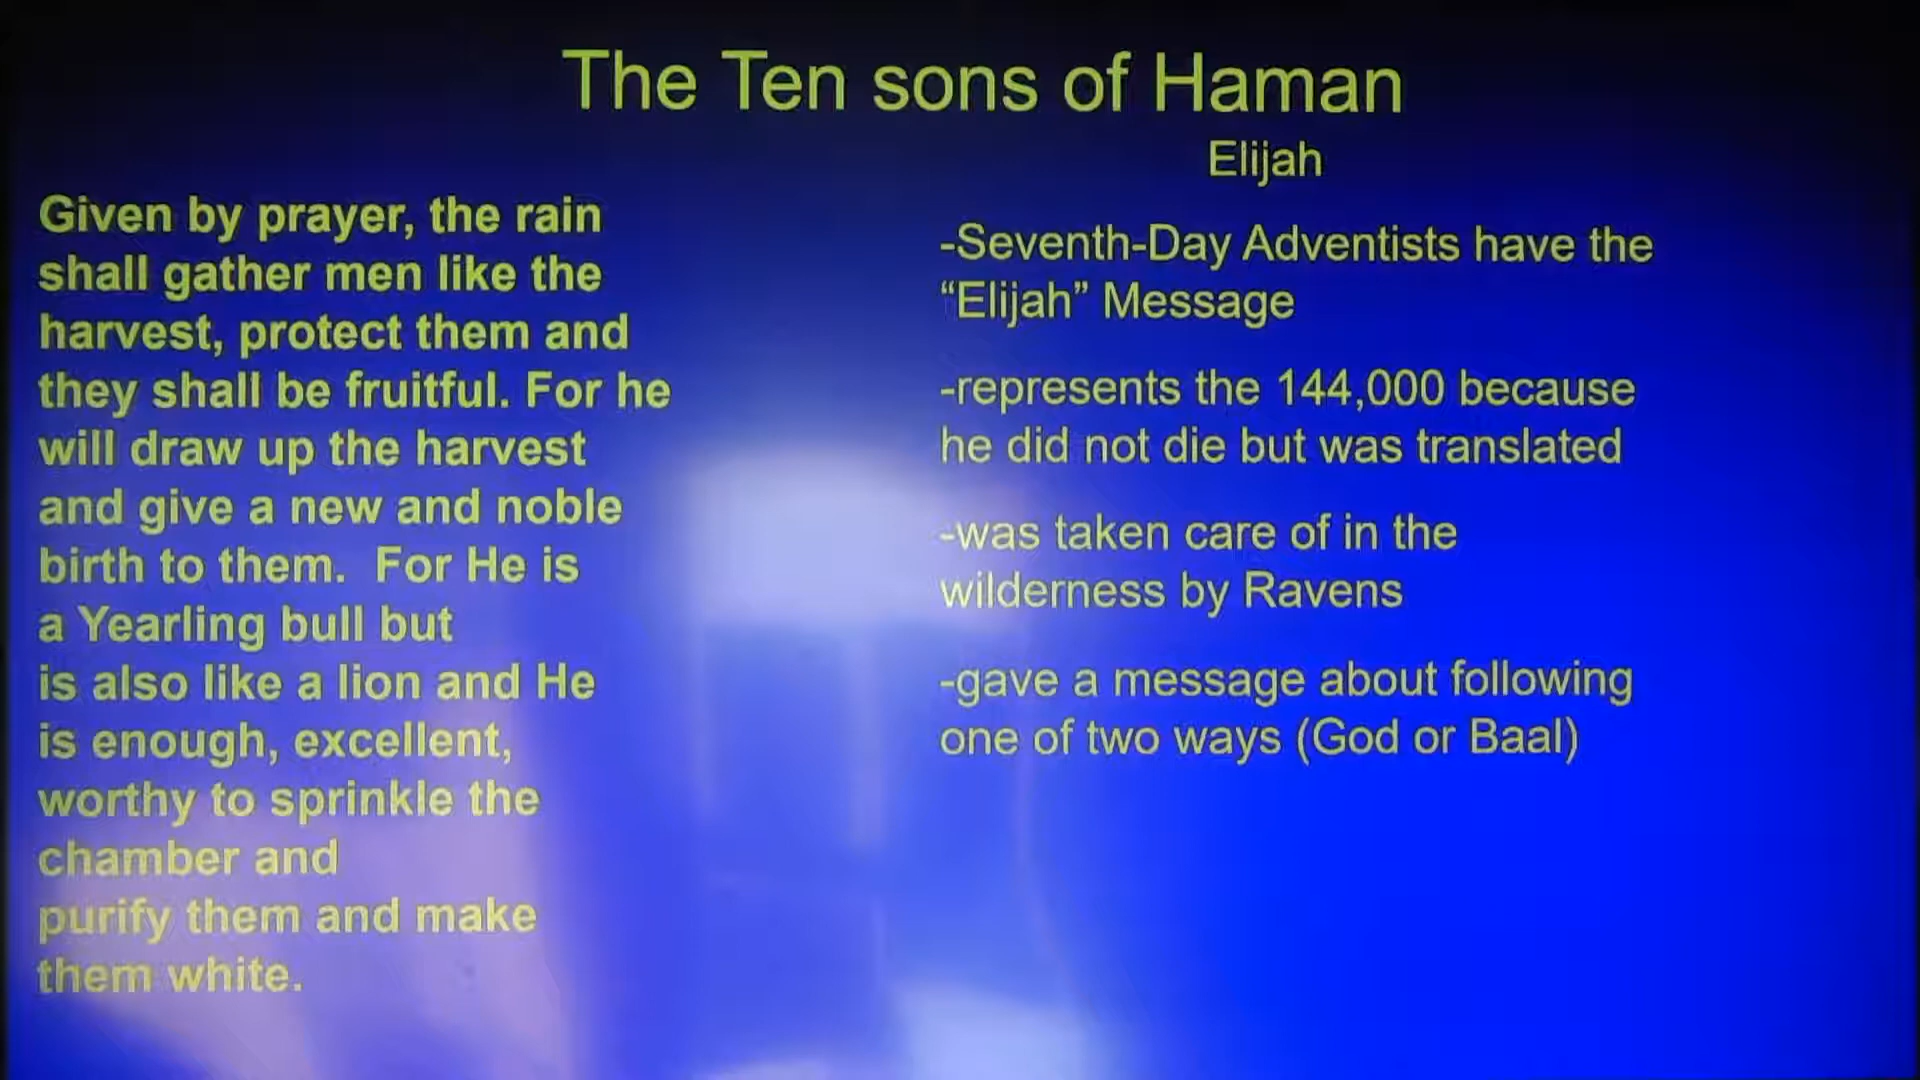 The Ten sons of Haman
Given by prayer, the rain
shall gather men like the
harvest, protect them and
they shall be fruitful. For he
will draw up the harvest
and give a new and noble
birth to them.  For He is
a Yearling bull but
is also like a lion and He
is enough, excellent,
worthy to sprinkle the
chamber and
purify them and make
them white.
Elijah
-Seventh-Day Adventists have the
“Elijah” Message
-represents the 144,000 because
he did not die but was translated
-was taken care of in the
wilderness by Ravens
-gave a message about following
one of two ways (God or Baal)